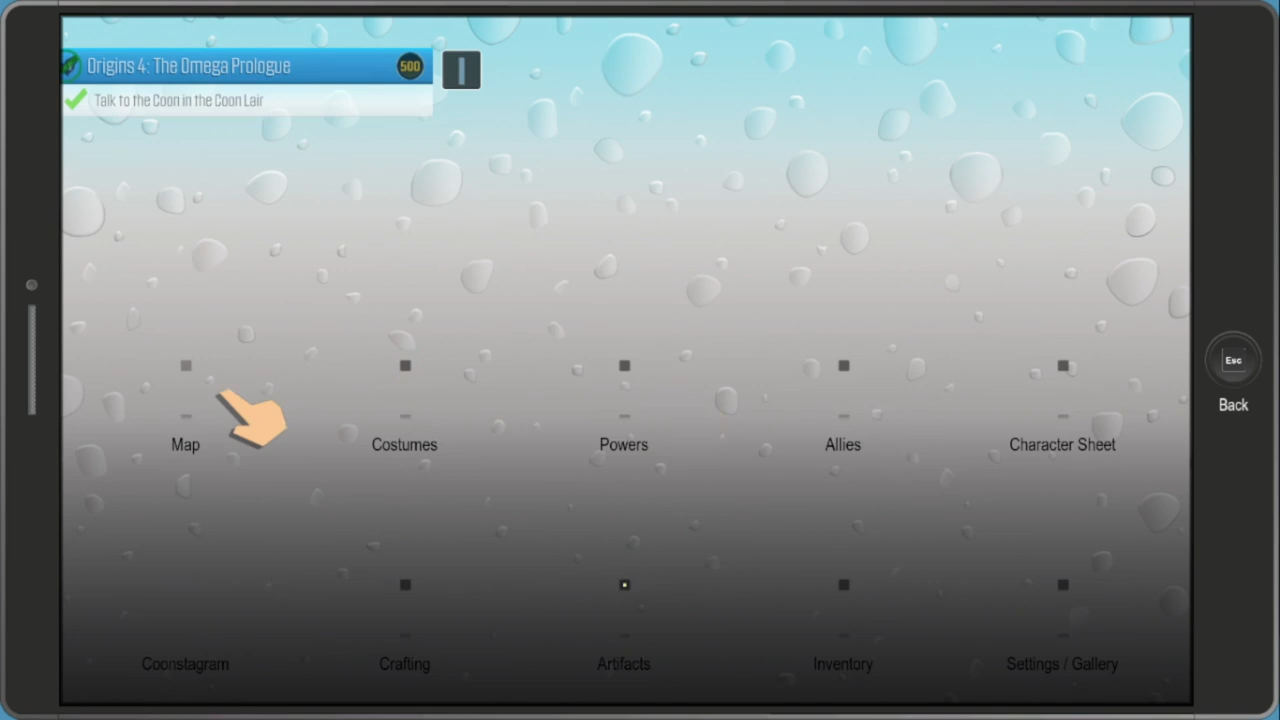 Origins 4: The Omega Prologue 500
Talk to the Coon in the Coon Lair
Esc
Back
Map Costumes Powers Allies Character Sheet
Coonstagram Crafting Artifacts Inventory Settings / Gallery